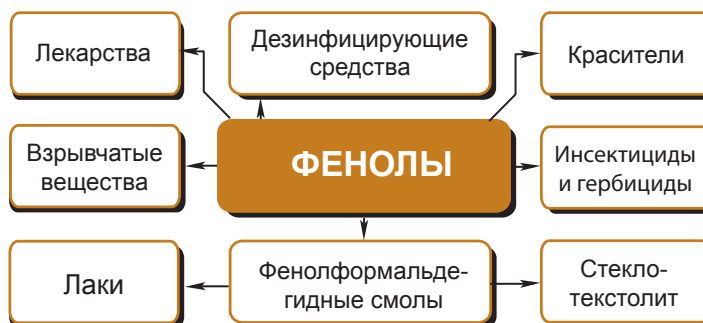 Лекарства
Дезинфицирующие
средства
Красители
Взрывчатые
вещества
ФЕНОЛЫ
Инсектициды
и гербициды
Лаки
Фенолформальде-
гидные смолы
Стекло-
текстолит